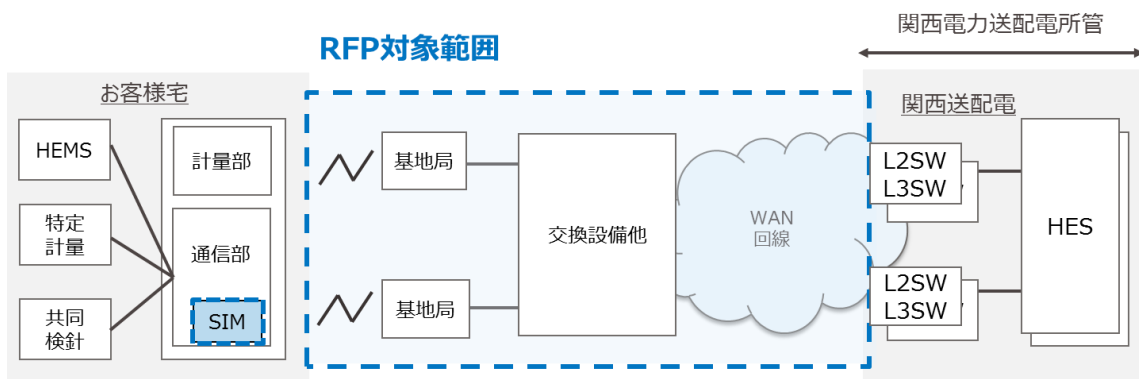 関西電力送配電所管
RFP対象範囲
お客様宅
関西送配電
HEMS
計量部
特定
計量
通信部
共同
検針
SIM
基地局
基地局
交換設備他
WAN
回線
L2SW
L3SW
L2SW
L3SW
HES